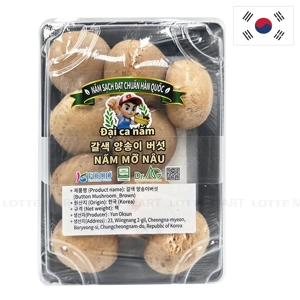 NẤM SẠCH ĐẠT CHUẨN HÀN QUỐC
Đại ca nấm
갈색 양송이 버섯
NẤM MỠ NÂU
FOOD
• 제품명 (Product name): 갈색 양송이버섯
(Button mushroom_Brown)
• 원산지 (Origin): 한국 (Korea)
• 규격 (Net weight): 팩
• 생산자(Producer) : Yun Oksun
• 생산지(Address) : 23, Wiingnang 2-gil, Cheongna-myeon,
Boryeong-si, Chungcheongnam-do, Republic of Korea
LOTTE MART